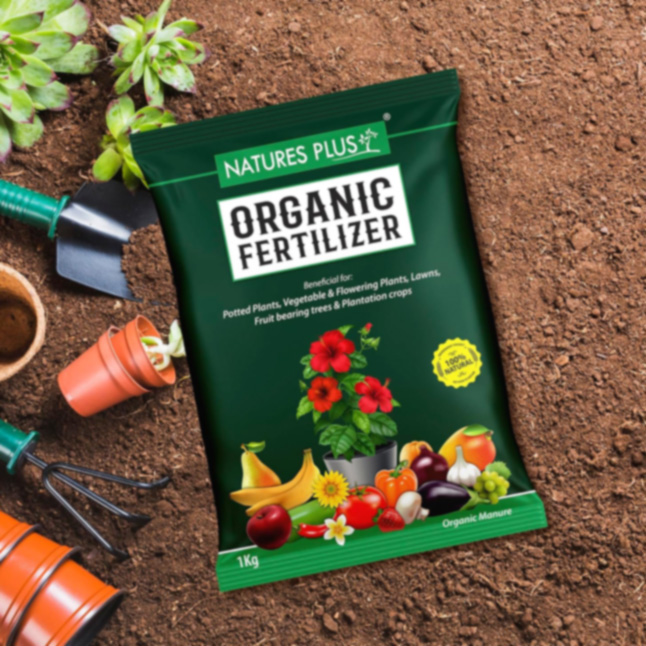 NATURES PLUS
®
ORGANIC
FERTILIZER
Beneficial for:
Potted Plants, Vegetable & Flowering Plants, Lawns,
Fruit bearing trees & Plantation crops
100%
NATURAL
Organic Manure
1Kg